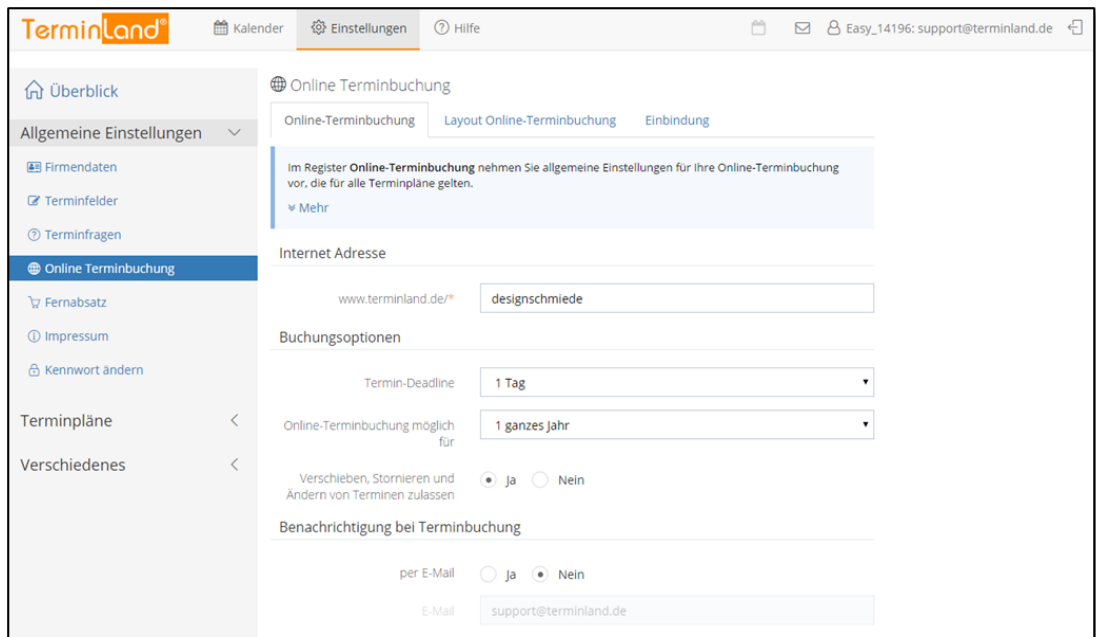 TerminLand®
Kalender
Einstellungen
Hilfe
Easy_14196: support@terminland.de
Überblick
Allgemeine Einstellungen
Firmendaten
Terminfelder
Terminfragen
Online Terminbuchung
Fernabsatz
Impressum
Kennwort ändern
Terminpläne
Verschiedenes
Online Terminbuchung
Online-Terminbuchung
Layout Online-Terminbuchung
Einbindung
Im Register Online-Terminbuchung nehmen Sie allgemeine Einstellungen für Ihre Online-Terminbuchung
vor, die für alle Terminpläne gelten.
Mehr
Internet Adresse
www.terminland.de/* designschmiede
Buchungsoptionen
Termin-Deadline 1 Tag
Online-Terminbuchung möglich 1 ganzes Jahr
für
Verschieben, Stornieren und
Ändern von Terminen zulassen
Ja Nein
Benachrichtigung bei Terminbuchung
per E-Mail Ja Nein
E-Mail support@terminland.de